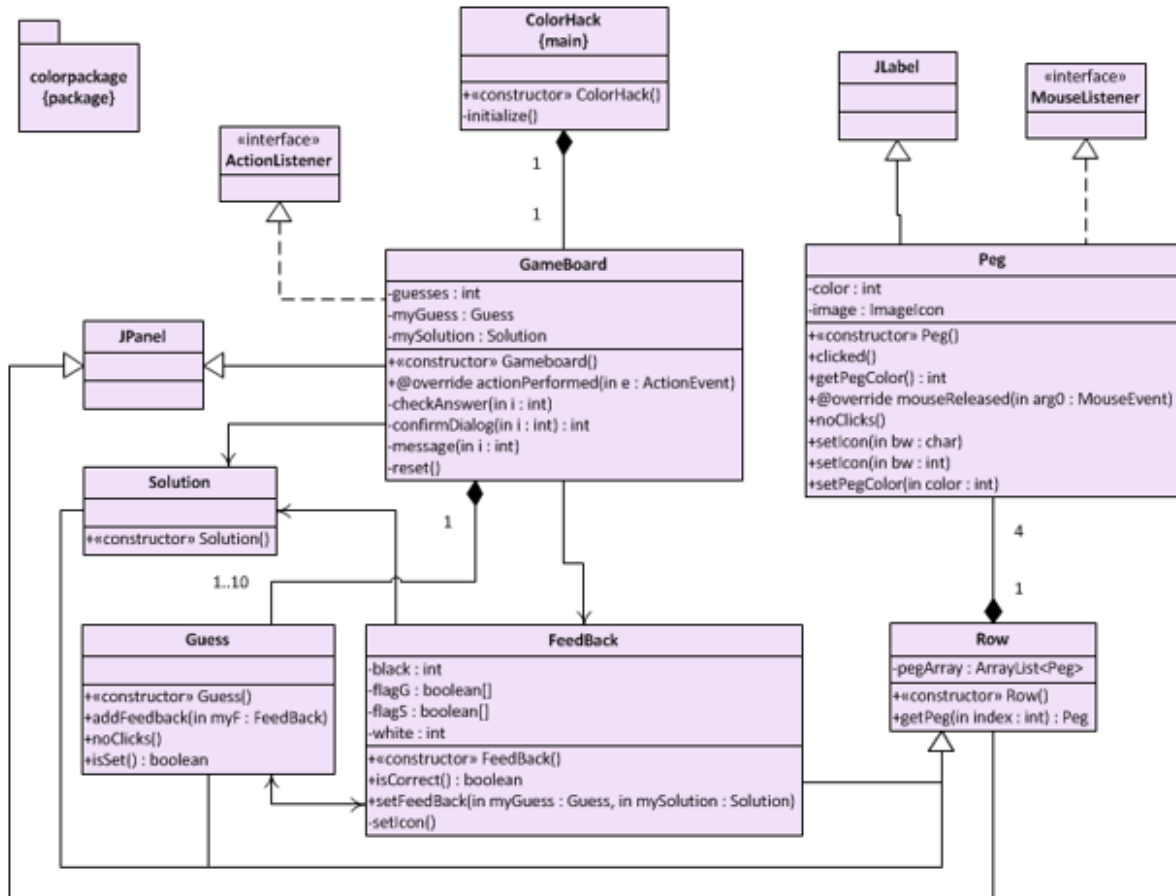 colorpackage
{package}
ColorHack
{main}
+«constructor» ColorHack()
-initialize()
JLabel
«interface»
MouseListener
«interface»
ActionListener
1
1
GameBoard
-guesses : int
-myGuess : Guess
-mySolution : Solution
+«constructor» Gameboard()
+@override actionPerformed(in e : ActionEvent)
-checkAnswer(in i : int)
-confirmDialog(in i : int) : int
-message(in i : int)
-reset()
Peg
-color : int
-image : ImageIcon
+«constructor» Peg()
+clicked()
+getPegColor() : int
+@override mouseReleased(in arg0 : MouseEvent)
+noClicks()
+setIcon(in bw : char)
+setIcon(in bw : int)
+setPegColor(in color : int)
JPanel
Solution
+«constructor» Solution()
1
1..10
4
1
Guess
+«constructor» Guess()
+addFeedback(in myF : FeedBack)
+noClicks()
+isSet() : boolean
FeedBack
-black : int
-flagG : boolean[]
-flagS : boolean[]
-white : int
+«constructor» FeedBack()
+isCorrect() : boolean
+setFeedBack(in myGuess : Guess, in mySolution : Solution)
-setIcon()
Row
-pegArray : ArrayList<Peg>
+«constructor» Row()
+getPeg(in index : int) : Peg